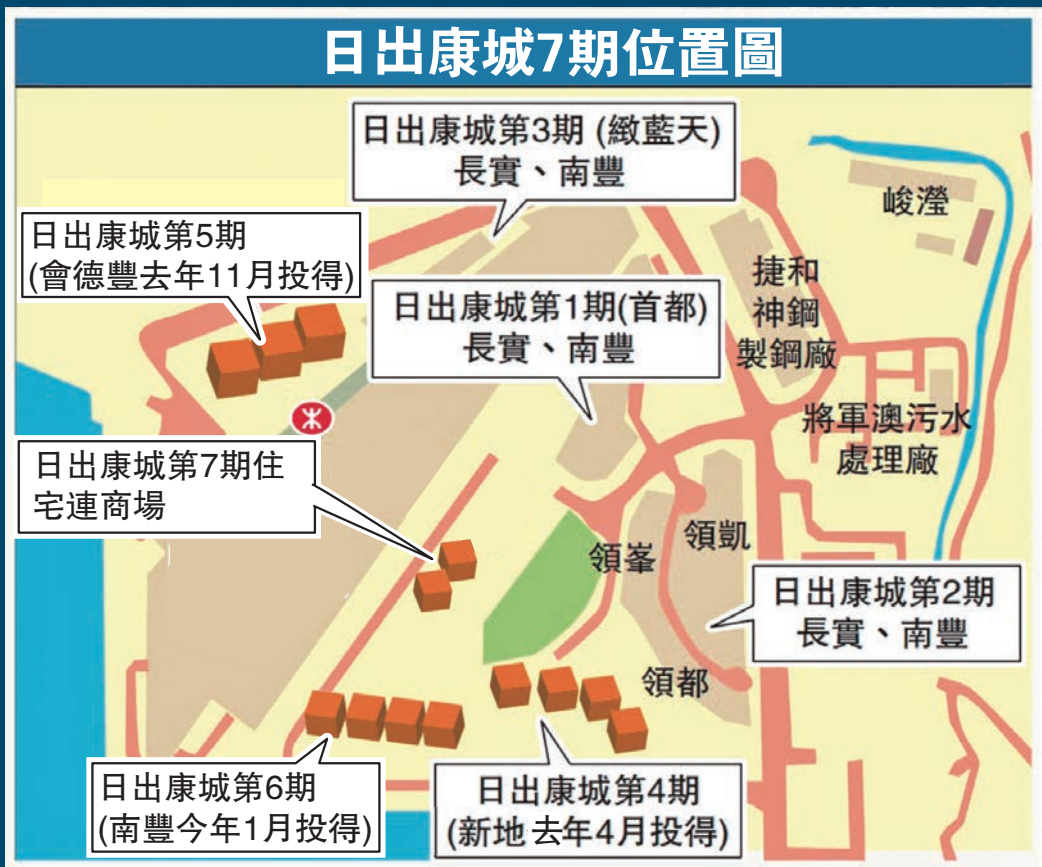 日出康城7期位置圖
日出康城第3期 (緻藍天)
長實、南豐
峻瀅
日出康城第5期
(會德豐去年11月投得)
捷和
神鋼
製鋼廠
日出康城第1期(首都)
長實、南豐
將軍澳污水
處理廠
日出康城第7期住
宅連商場
領峯
領凱
日出康城第2期
長實、南豐
領都
日出康城第6期
(南豐今年1月投得)
日出康城第4期
(新地去年4月投得)